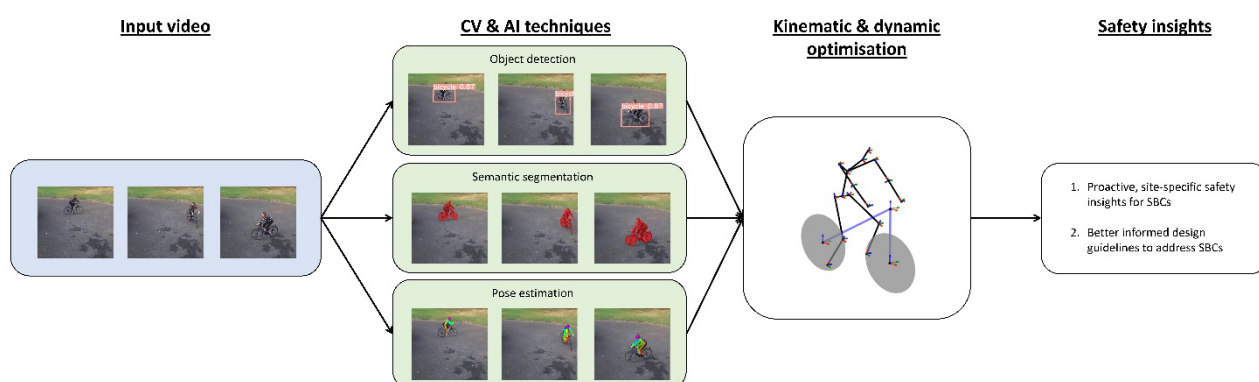 Input video
CV & AI techniques
Kinematic & dynamic
optimisation
Safety insights
Object detection
bicycle 0.87
bicycle 0.87
Semantic segmentation
Pose estimation
1. Proactive, site-specific safety
insights for SBCs
2. Better informed design
guidelines to address SBCs